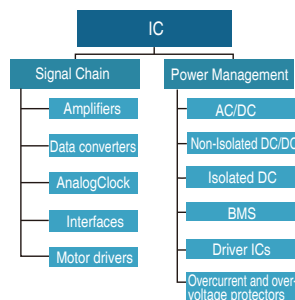 IC
Signal Chain
Amplifiers
Data converters
AnalogClock
Interfaces
Motor drivers
Power Management
AC/DC
Non-Isolated DC/DC
Isolated DC
BMS
Driver ICs
Overcurrent and over-
voltage protectors